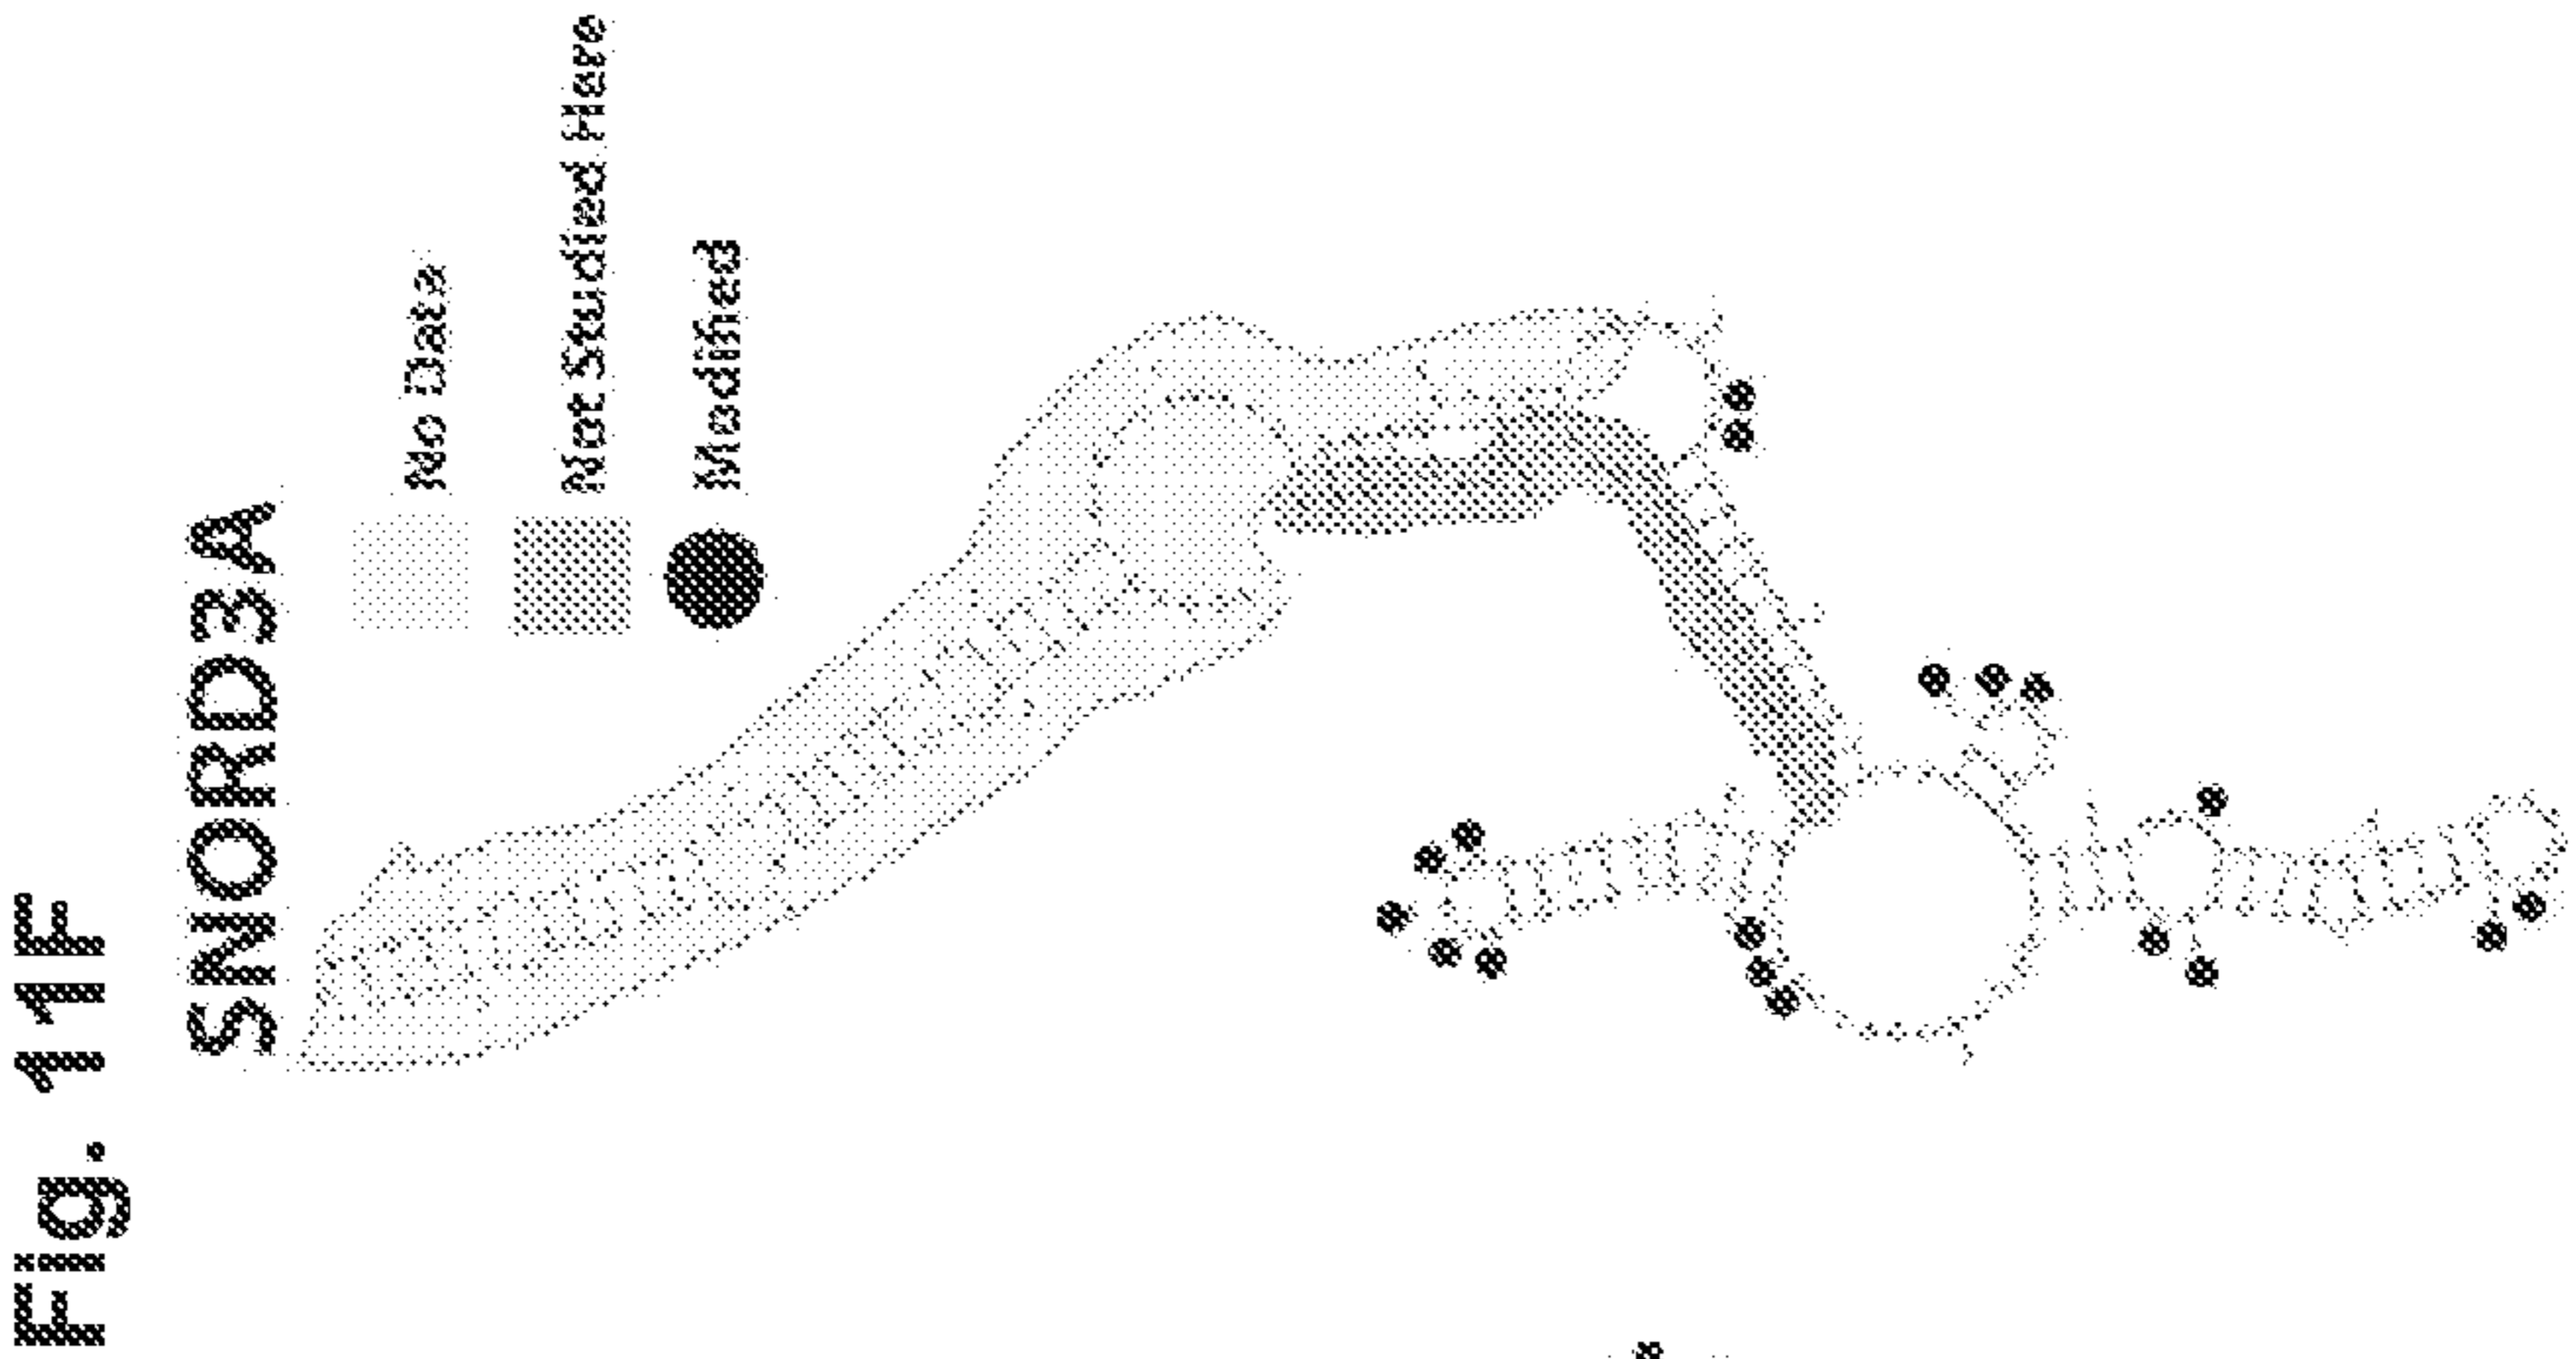 Fig. 11F
SNORD3A
No Data
Not Studied Here
Modified